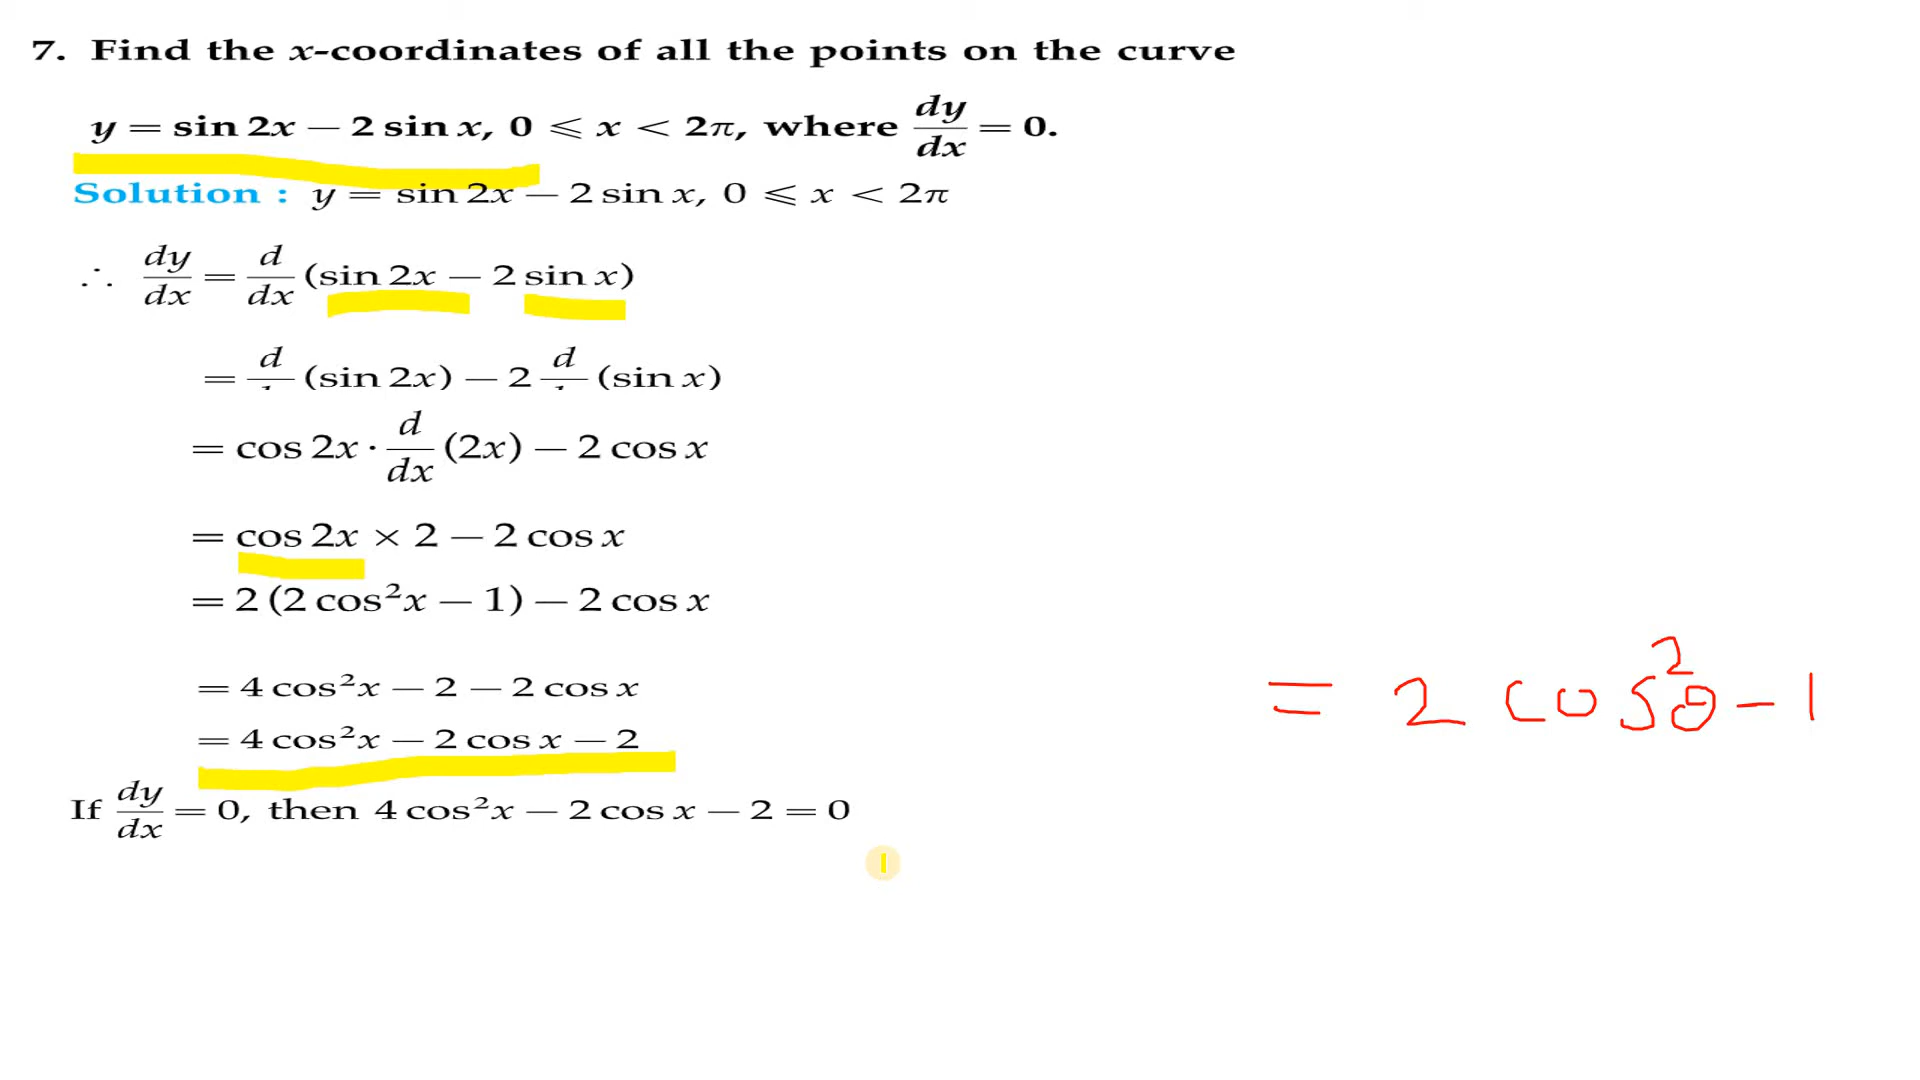 7. Find the x-coordinates of all the points on the curve
y = sin 2x − 2 sin x, 0 ⩽ x < 2π, where dy/dx = 0.
Solution : y = sin 2x − 2 sin x, 0 ⩽ x < 2π
∴ dy/dx = d/dx (sin 2x − 2 sin x)
= d/ (sin 2x) − 2 d/ (sin x)
= cos 2x · d/dx (2x) − 2 cos x
= cos 2x × 2 − 2 cos x
= 2 (2 cos²x − 1) − 2 cos x
= 4 cos²x − 2 − 2 cos x
= 2 cos²θ − 1
= 4 cos²x − 2 cos x − 2
If dy/dx = 0, then 4 cos²x − 2 cos x − 2 = 0